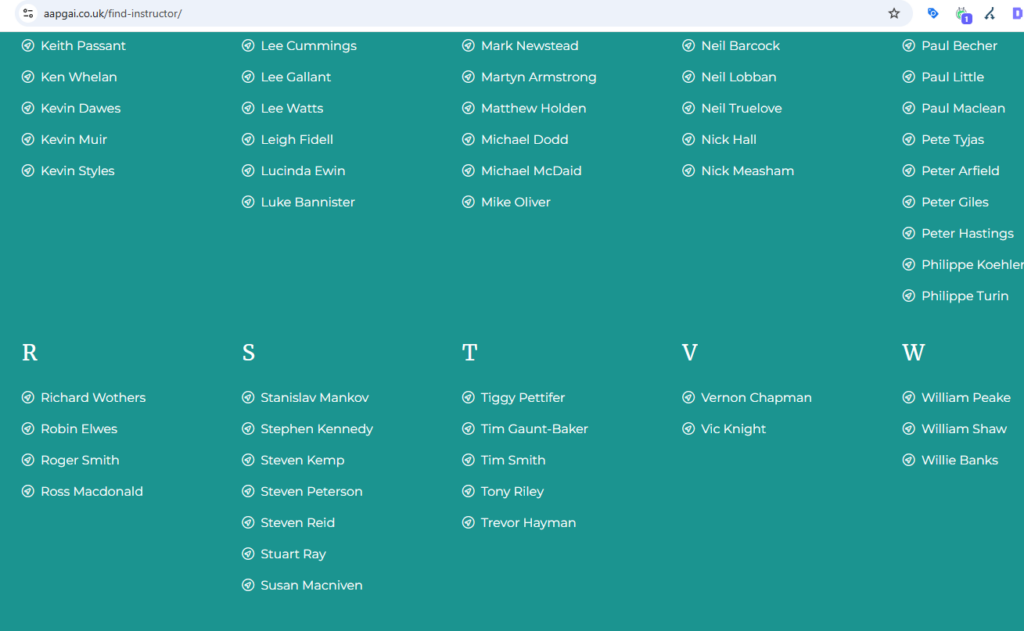 aapgai.co.uk/find-instructor/
1
D
Keith Passant
Ken Whelan
Kevin Dawes
Kevin Muir
Kevin Styles
Lee Cummings
Lee Gallant
Lee Watts
Leigh Fidell
Lucinda Ewin
Luke Bannister
Mark Newstead
Martyn Armstrong
Matthew Holden
Michael Dodd
Michael McDaid
Mike Oliver
Neil Barcock
Neil Lobban
Neil Truelove
Nick Hall
Nick Measham
Paul Becher
Paul Little
Paul Maclean
Pete Tyjas
Peter Arfield
Peter Giles
Peter Hastings
Philippe Koehler
Philippe Turin
R
Richard Wothers
Robin Elwes
Roger Smith
Ross Macdonald
S
Stanislav Mankov
Stephen Kennedy
Steven Kemp
Steven Peterson
Steven Reid
Stuart Ray
Susan Macniven
T
Tiggy Pettifer
Tim Gaunt-Baker
Tim Smith
Tony Riley
Trevor Hayman
V
Vernon Chapman
Vic Knight
W
William Peake
William Shaw
Willie Banks